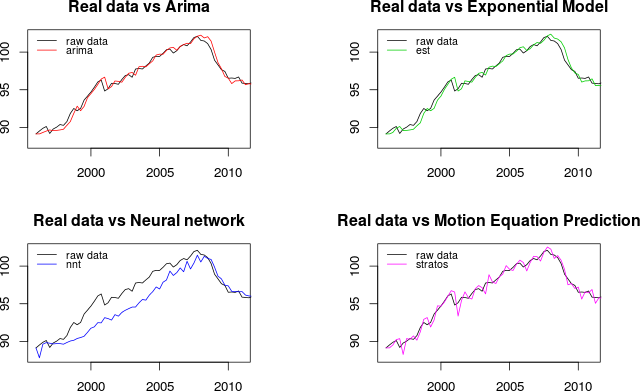 Real data vs Arima
raw data
arima
100
95
90
2000
2005
2010
Real data vs Exponential Model
raw data
est
100
95
90
2000
2005
2010
Real data vs Neural network
raw data
nnt
100
95
90
2000
2005
2010
Real data vs Motion Equation Prediction
raw data
stratos
100
95
90
2000
2005
2010